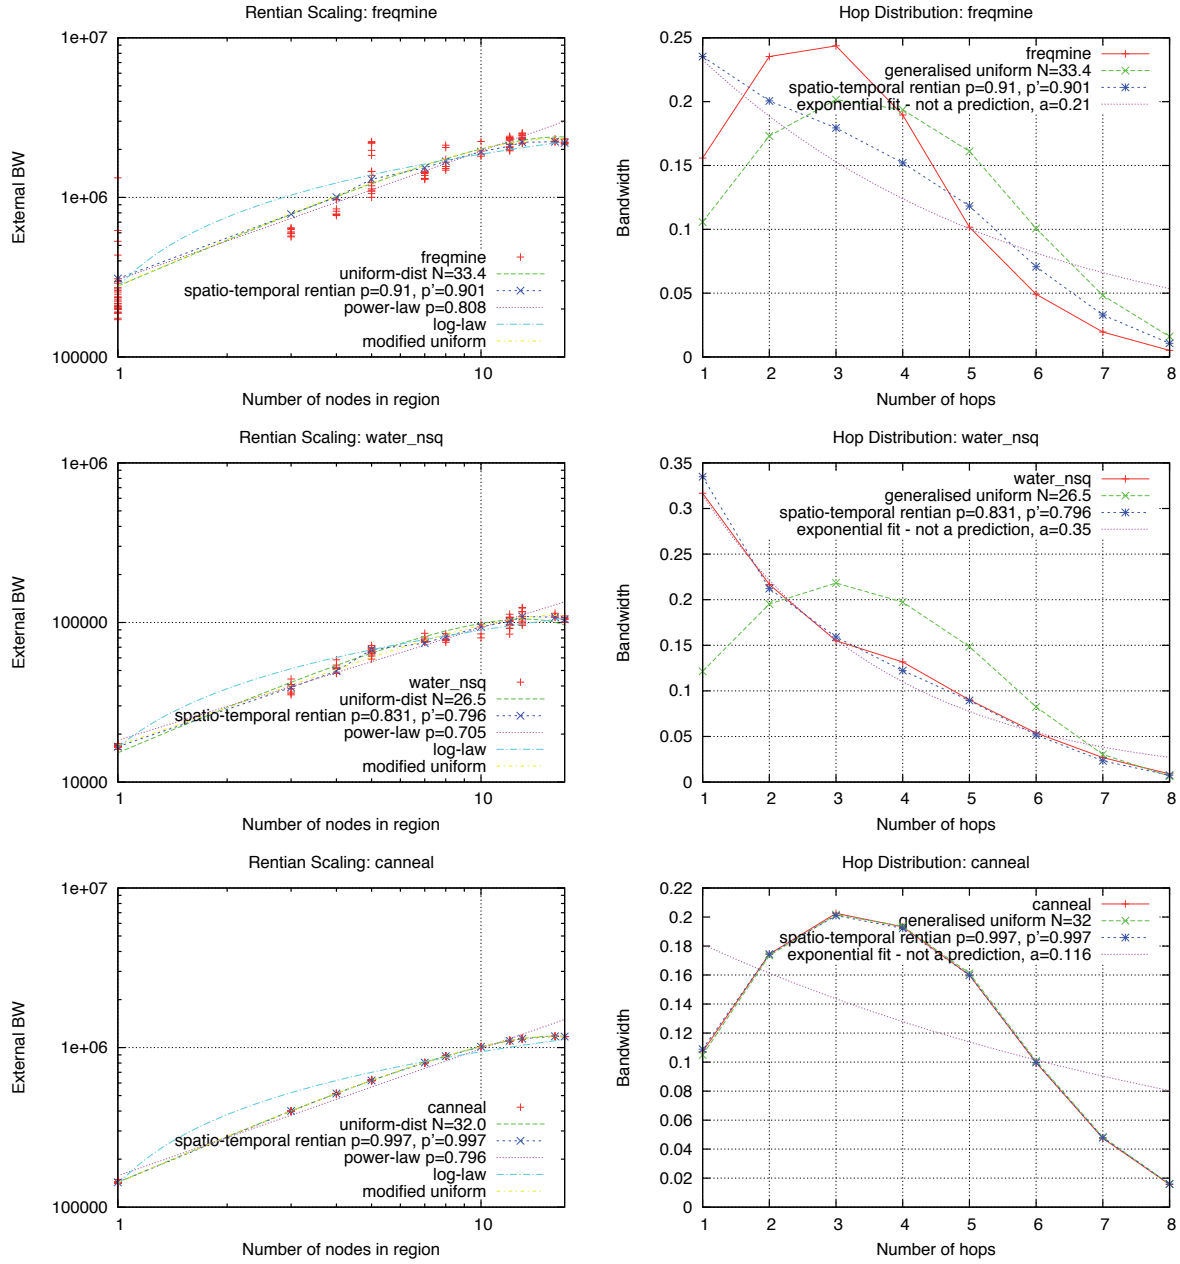 Rentian Scaling: freqmine
1e+07
1e+06
100000
1
10
External BW
Number of nodes in region
freqmine
uniform-dist N=33.4
spatio-temporal rentian p=0.91, p'=0.901
power-law p=0.808
log-law
modified uniform
Hop Distribution: freqmine
0.25
0.2
0.15
0.1
0.05
0
1 2 3 4 5 6 7 8
Bandwidth
Number of hops
freqmine
generalised uniform N=33.4
spatio-temporal rentian p=0.91, p'=0.901
exponential fit - not a prediction, a=0.21
Rentian Scaling: water_nsq
1e+06
100000
10000
1
10
External BW
Number of nodes in region
water_nsq
uniform-dist N=26.5
spatio-temporal rentian p=0.831, p'=0.796
power-law p=0.705
log-law
modified uniform
Hop Distribution: water_nsq
0.35
0.3
0.25
0.2
0.15
0.1
0.05
0
1 2 3 4 5 6 7 8
Bandwidth
Number of hops
water_nsq
generalised uniform N=26.5
spatio-temporal rentian p=0.831, p'=0.796
exponential fit - not a prediction, a=0.35
Rentian Scaling: canneal
1e+07
1e+06
100000
1
10
External BW
Number of nodes in region
canneal
uniform-dist N=32.0
spatio-temporal rentian p=0.997, p'=0.997
power-law p=0.796
log-law
modified uniform
Hop Distribution: canneal
0.22
0.2
0.18
0.16
0.14
0.12
0.1
0.08
0.06
0.04
0.02
0
1 2 3 4 5 6 7 8
Bandwidth
Number of hops
canneal
generalised uniform N=32
spatio-temporal rentian p=0.997, p'=0.997
exponential fit - not a prediction, a=0.116